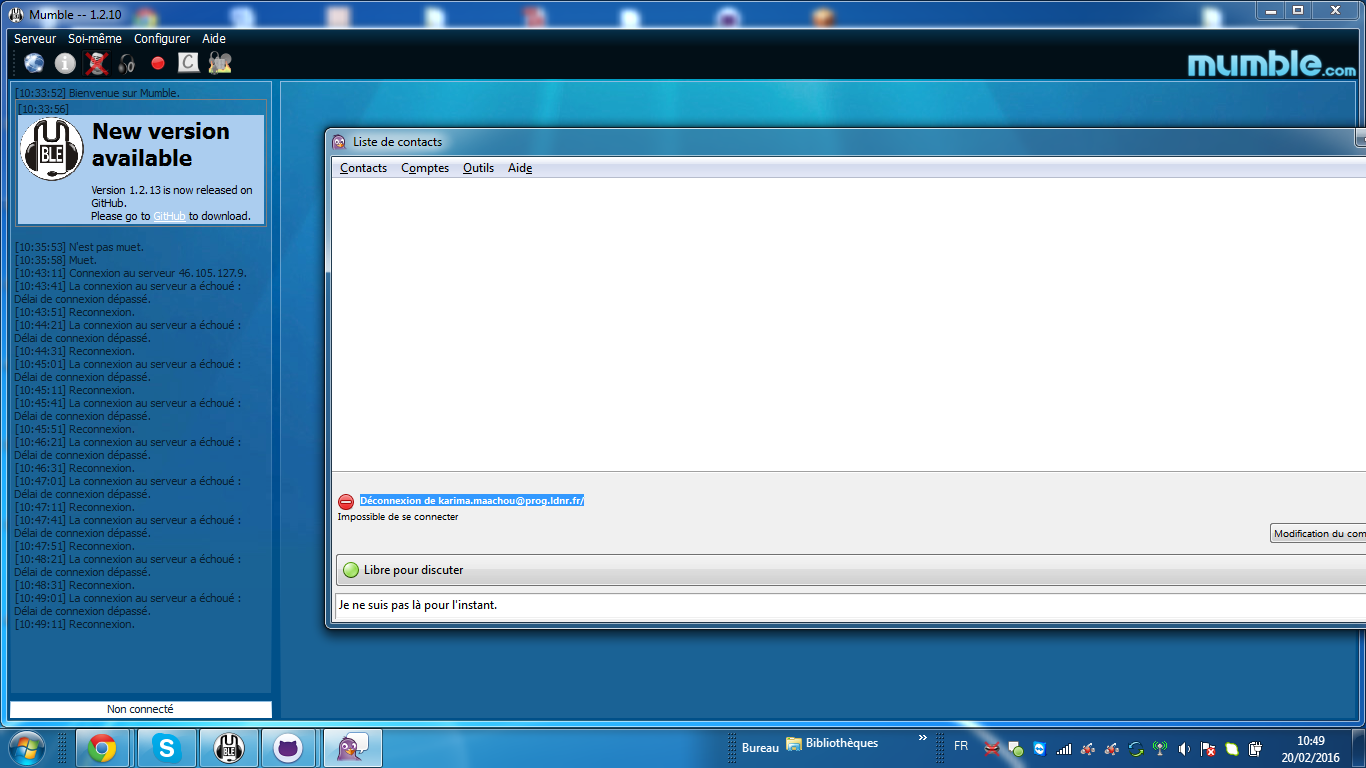 Mumble -- 1.2.10
Serveur Soi-même Configurer Aide
C
mumble.com
[10:33:52] Bienvenue sur Mumble.
[10:33:56]
BLE
New version
available
Version 1.2.13 is now released on
GitHub.
Please go to GitHub to download.
[10:35:53] N'est pas muet.
[10:35:58] Muet.
[10:43:11] Connexion au serveur 46.105.127.9.
[10:43:41] La connexion au serveur a échoué :
Délai de connexion dépassé.
[10:43:51] Reconnexion.
[10:44:21] La connexion au serveur a échoué :
Délai de connexion dépassé.
[10:44:31] Reconnexion.
[10:45:01] La connexion au serveur a échoué :
Délai de connexion dépassé.
[10:45:11] Reconnexion.
[10:45:41] La connexion au serveur a échoué :
Délai de connexion dépassé.
[10:45:51] Reconnexion.
[10:46:21] La connexion au serveur a échoué :
Délai de connexion dépassé.
[10:46:31] Reconnexion.
[10:47:01] La connexion au serveur a échoué :
Délai de connexion dépassé.
[10:47:11] Reconnexion.
[10:47:41] La connexion au serveur a échoué :
Délai de connexion dépassé.
[10:47:51] Reconnexion.
[10:48:21] La connexion au serveur a échoué :
Délai de connexion dépassé.
[10:48:31] Reconnexion.
[10:49:01] La connexion au serveur a échoué :
Délai de connexion dépassé.
[10:49:11] Reconnexion.
Non connecté
Liste de contacts
Contacts Comptes Outils Aide
Déconnexion de karima.maachou@prog.ldnr.fr/
Impossible de se connecter
Modification du com
Libre pour discuter
Je ne suis pas là pour l'instant.
S
BLE
Bureau
Bibliothèques
»
FR
10:49
20/02/2016